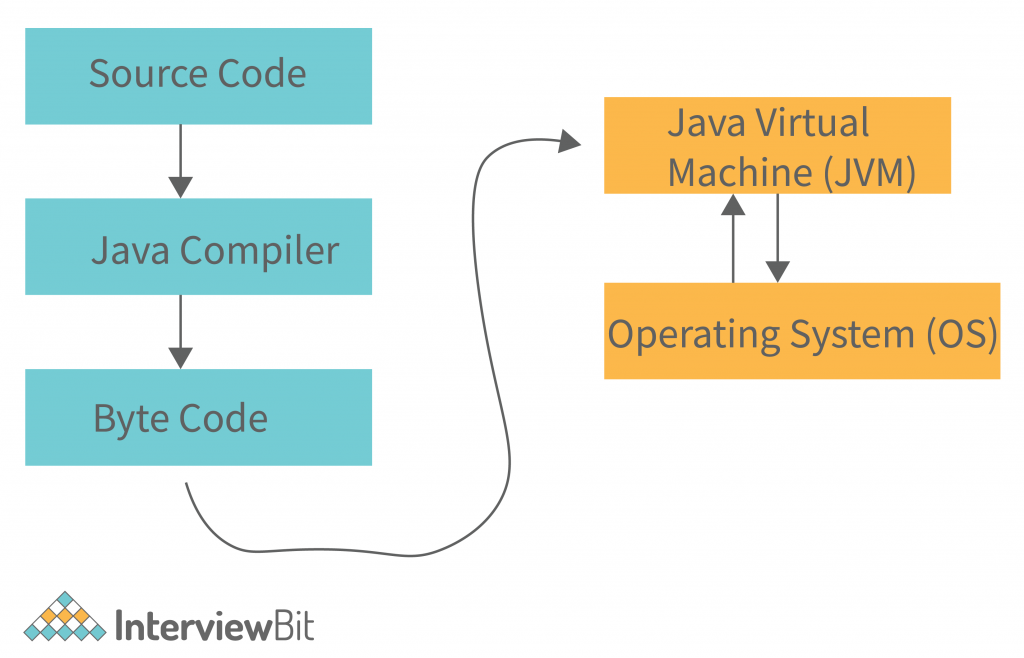 Source Code
Java Compiler
Byte Code
Java Virtual
Machine (JVM)
Operating System (OS)
InterviewBit